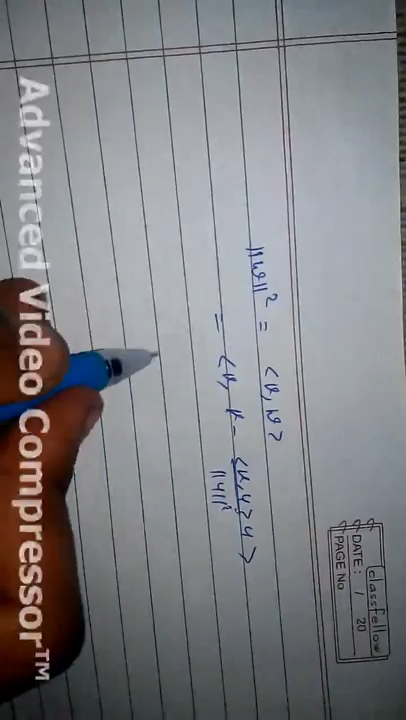 classfellow
DATE: / 20
PAGE No
||w||² = <v, w>
= <v, v - <v, u> u / ||u||² >
Advanced Video Compressor™